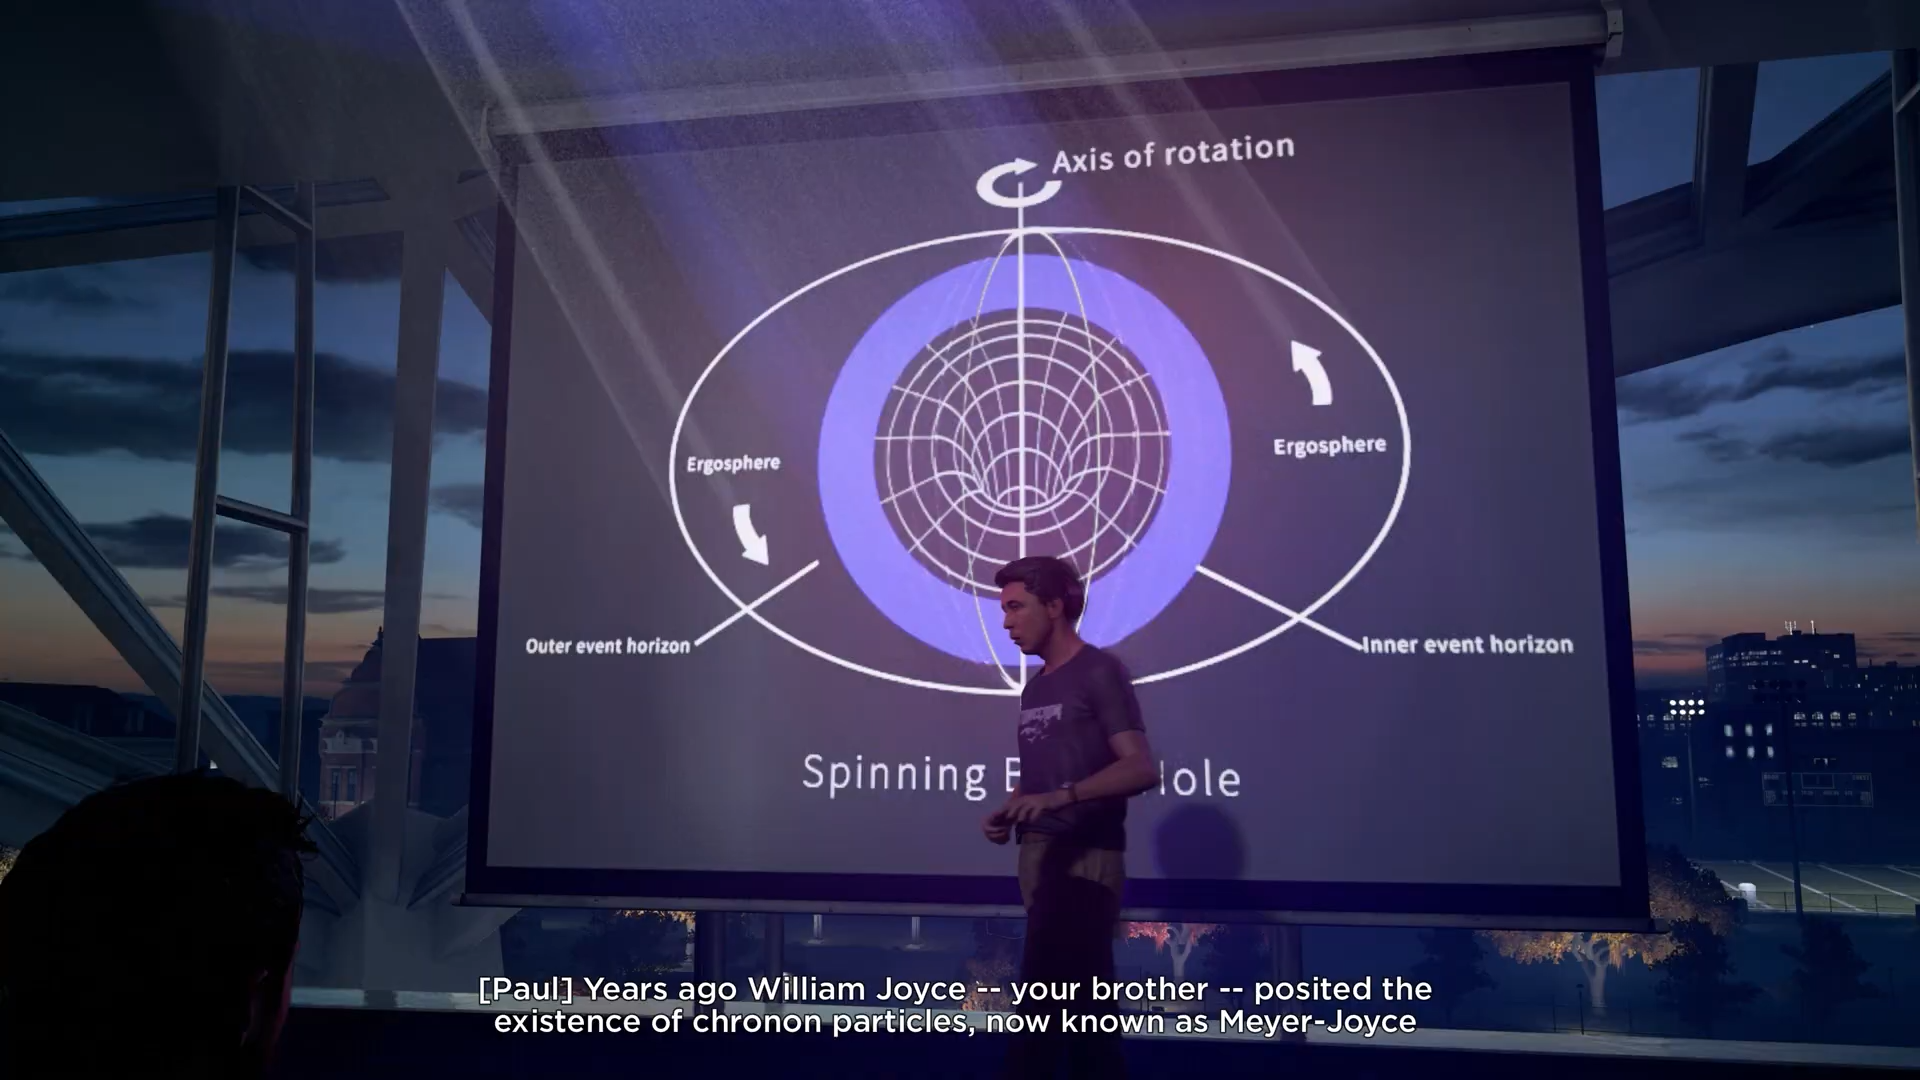 Axis of rotation
Ergosphere
Ergosphere
Outer event horizon
Inner event horizon
Spinning
[Paul] Years ago William Joyce -- your brother -- posited the
existence of chronon particles, now known as Meyer-Joyce